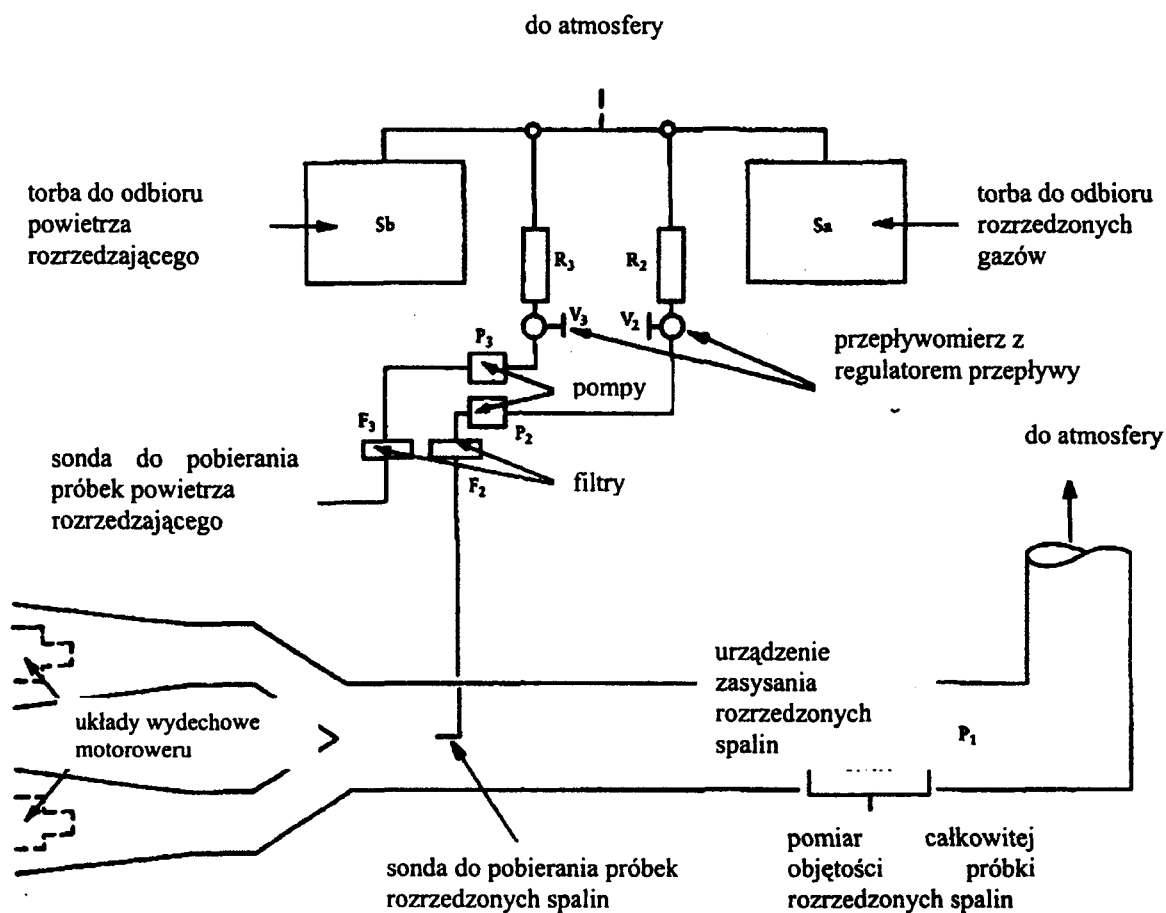 do atmosfery
torba do odbioru
powietrza
rozrzedzającego
Sb
Sa
torba do odbioru
rozrzedzonych
gazów
R3
R2
V3
V2
przepływomierz z
regulatorem przepływy
P3
pompy
P2
F3
F2
filtry
sonda do pobierania
próbek powietrza
rozrzedzającego
do atmosfery
urządzenie
zasysania
rozrzedzonych
spalin
P1
układy wydechowe
motoroweru
sonda do pobierania próbek
rozrzedzonych spalin
pomiar całkowitej
objętości próbki
rozrzedzonych spalin